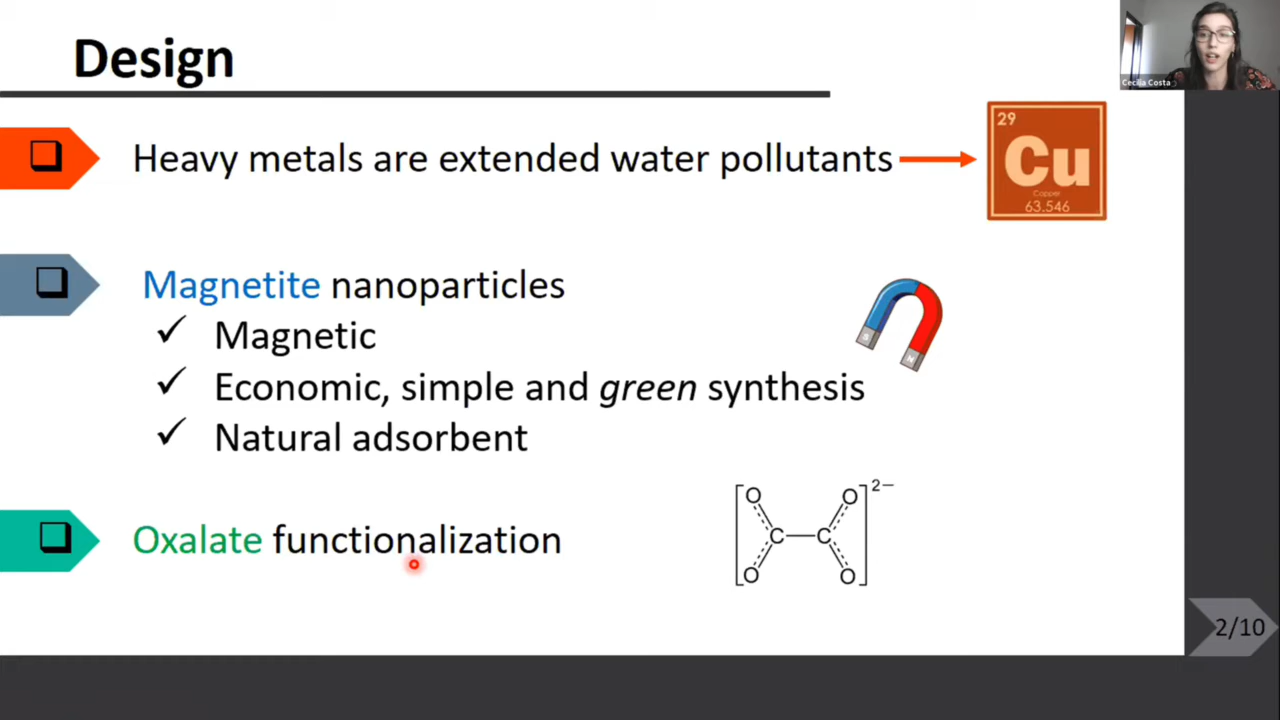 Design
Cecilia Costa
Heavy metals are extended water pollutants
29
Cu
Copper
63.546
Magnetite nanoparticles
✓ Magnetic
✓ Economic, simple and green synthesis
✓ Natural adsorbent
S
N
Oxalate functionalization
O O 2−
C C
O O
2/10